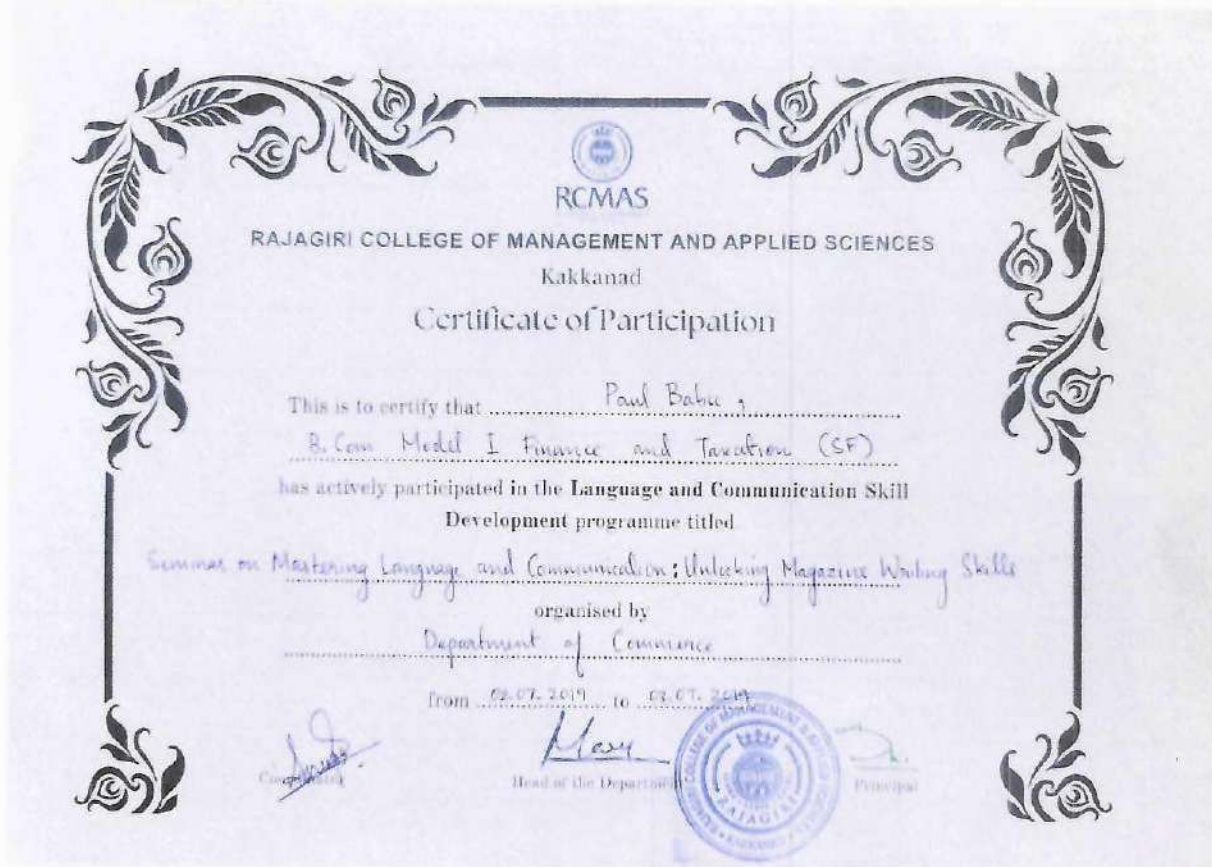 RCMAS
RAJAGIRI COLLEGE OF MANAGEMENT AND APPLIED SCIENCES
Kakkanad
Certificate of Participation
This is to certify that Paul Babu,
B.Com Model I Finance and Taxation (SF)
has actively participated in the Language and Communication Skill
Development programme titled
Seminar on Mastering Language and Communication: Unlocking Magazine Writing Skills
organised by
Department of Commerce
from 02.07.2019 to 03.07.2019
Head of the Department
Principal
RAJAGIRI